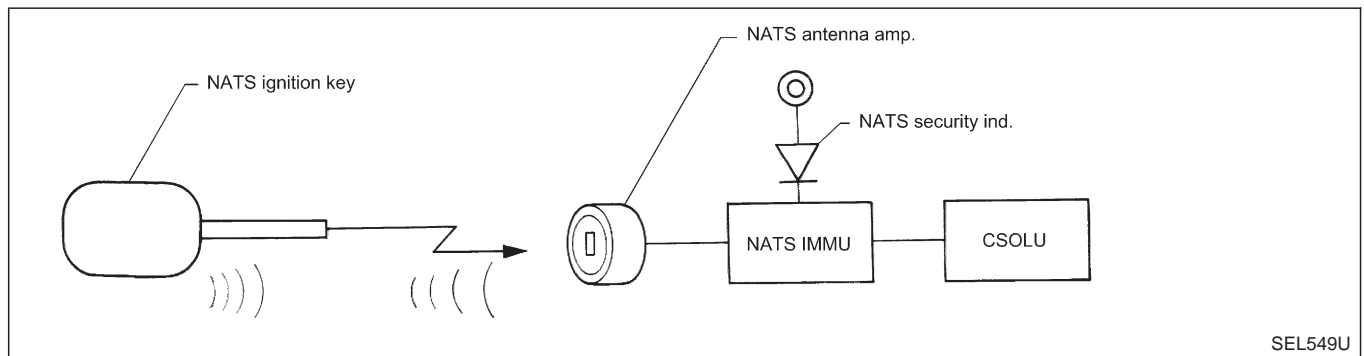 NATS antenna amp.
NATS ignition key
NATS security ind.
NATS IMMU
CSOLU
SEL549U